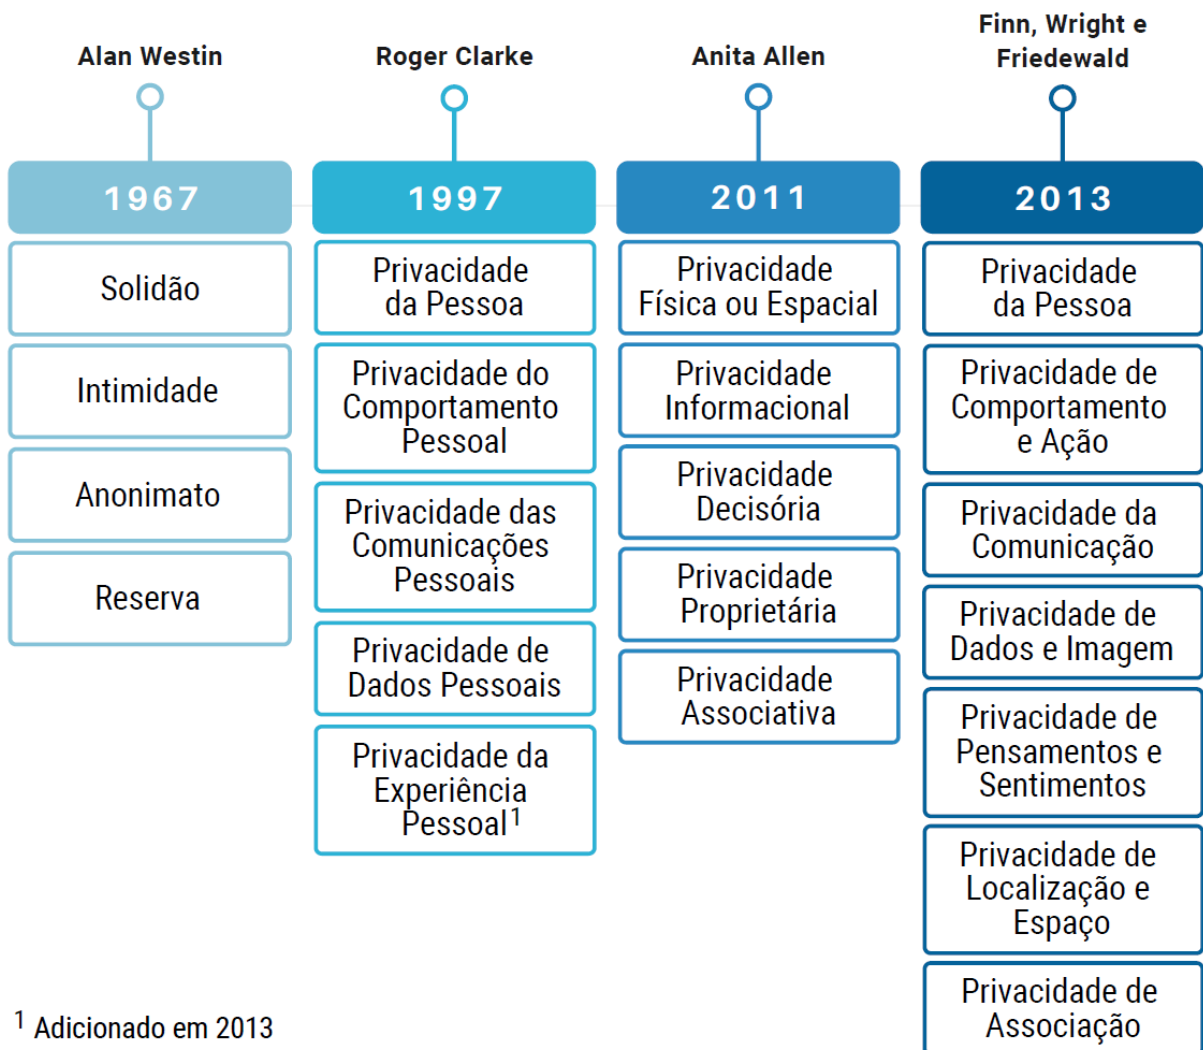 Alan Westin
1967
Solidão
Intimidade
Anonimato
Reserva
Roger Clarke
1997
Privacidade
da Pessoa
Privacidade do
Comportamento
Pessoal
Privacidade das
Comunicações
Pessoais
Privacidade de
Dados Pessoais
Privacidade da
Experiência
Pessoal¹
Anita Allen
2011
Privacidade
Física ou Espacial
Privacidade
Informacional
Privacidade
Decisória
Privacidade
Proprietária
Privacidade
Associativa
Finn, Wright e
Friedewald
2013
Privacidade
da Pessoa
Privacidade de
Comportamento
e Ação
Privacidade da
Comunicação
Privacidade de
Dados e Imagem
Privacidade de
Pensamentos e
Sentimentos
Privacidade de
Localização e
Espaço
Privacidade de
Associação
¹ Adicionado em 2013